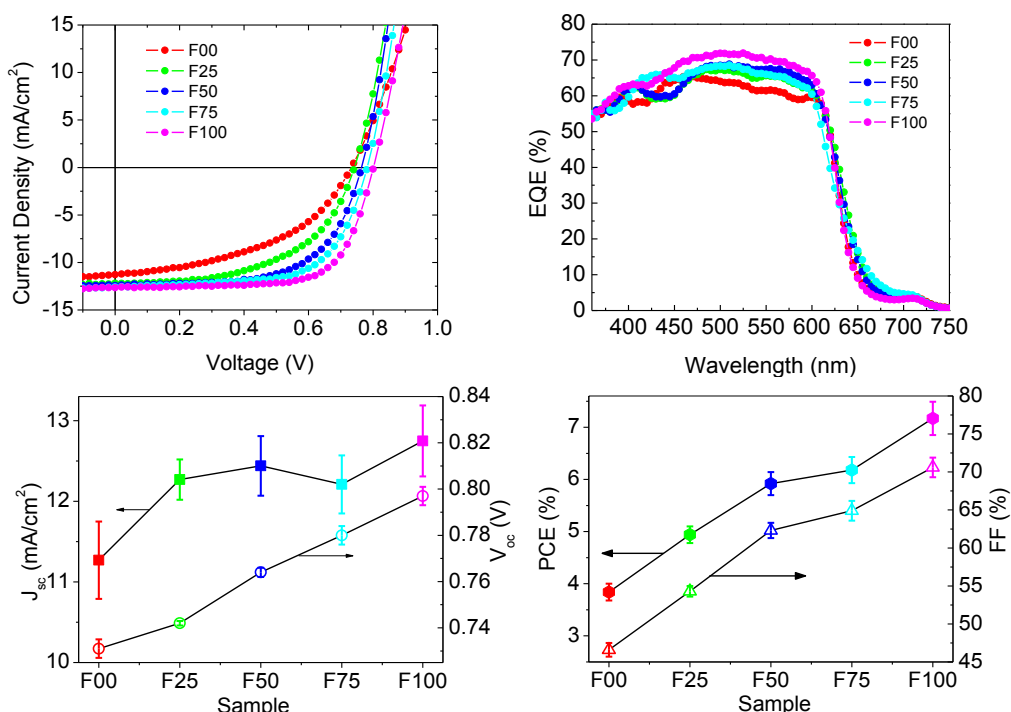 15
10
5
0
-5
-10
-15
Current Density (mA/cm²)
F00
F25
F50
F75
F100
0.0 0.2 0.4 0.6 0.8 1.0
Voltage (V)
80
70
60
50
40
30
20
10
0
EQE (%)
F00
F25
F50
F75
F100
400 450 500 550 600 650 700 750
Wavelength (nm)
13
12
11
10
J_sc (mA/cm²)
0.84
0.82
0.80
0.78
0.76
0.74
V_oc (V)
F00 F25 F50 F75 F100
Sample
7
6
5
4
3
PCE (%)
80
75
70
65
60
55
50
45
FF (%)
F00 F25 F50 F75 F100
Sample